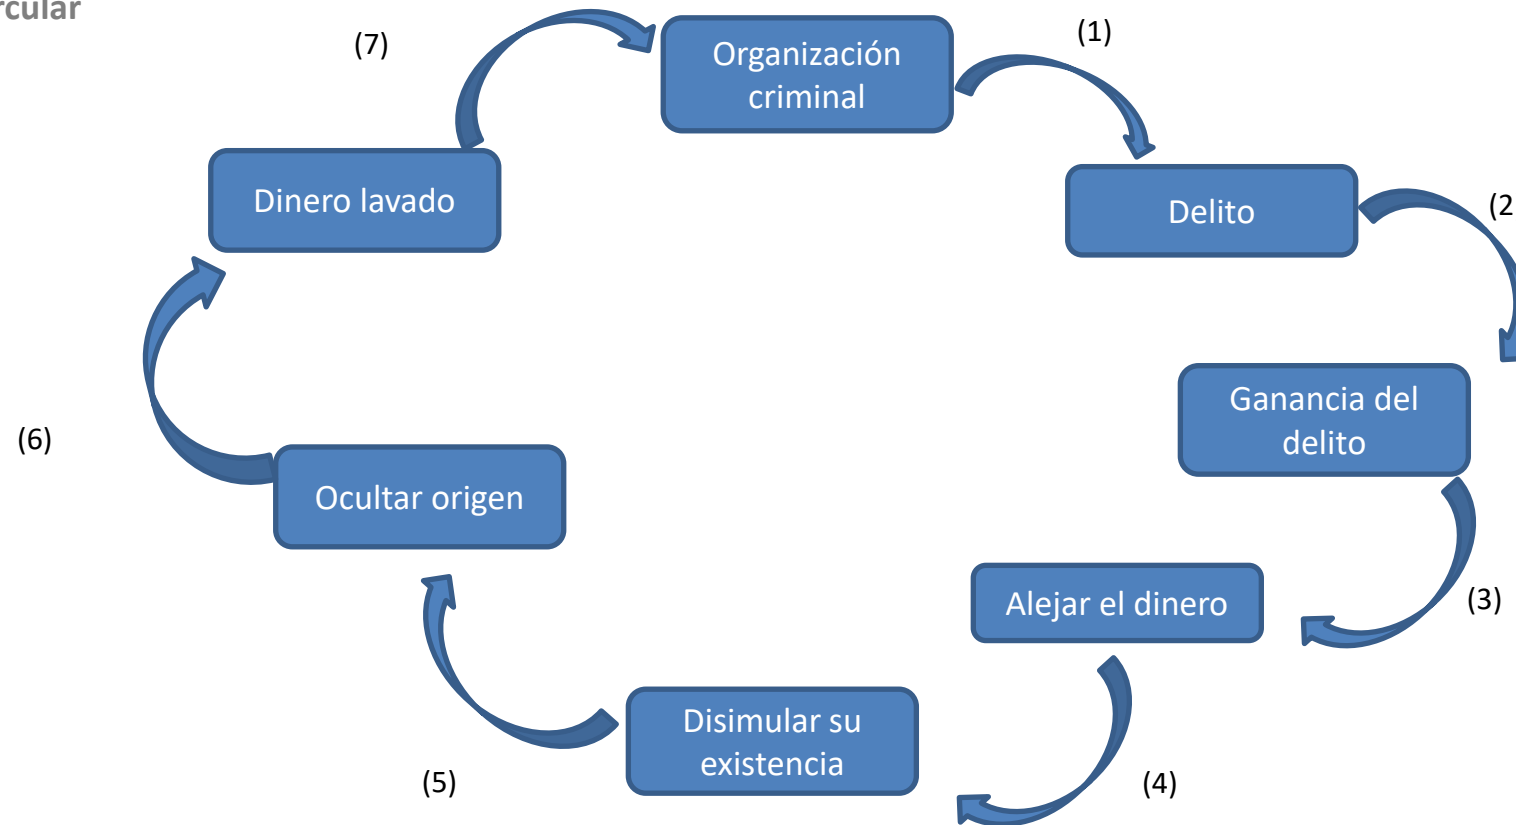 rcular
(7)
Organización
criminal
(1)
Dinero lavado
Delito
(2
Ganancia del
delito
(6)
Ocultar origen
Alejar el dinero
(3)
Disimular su
existencia
(5)
(4)